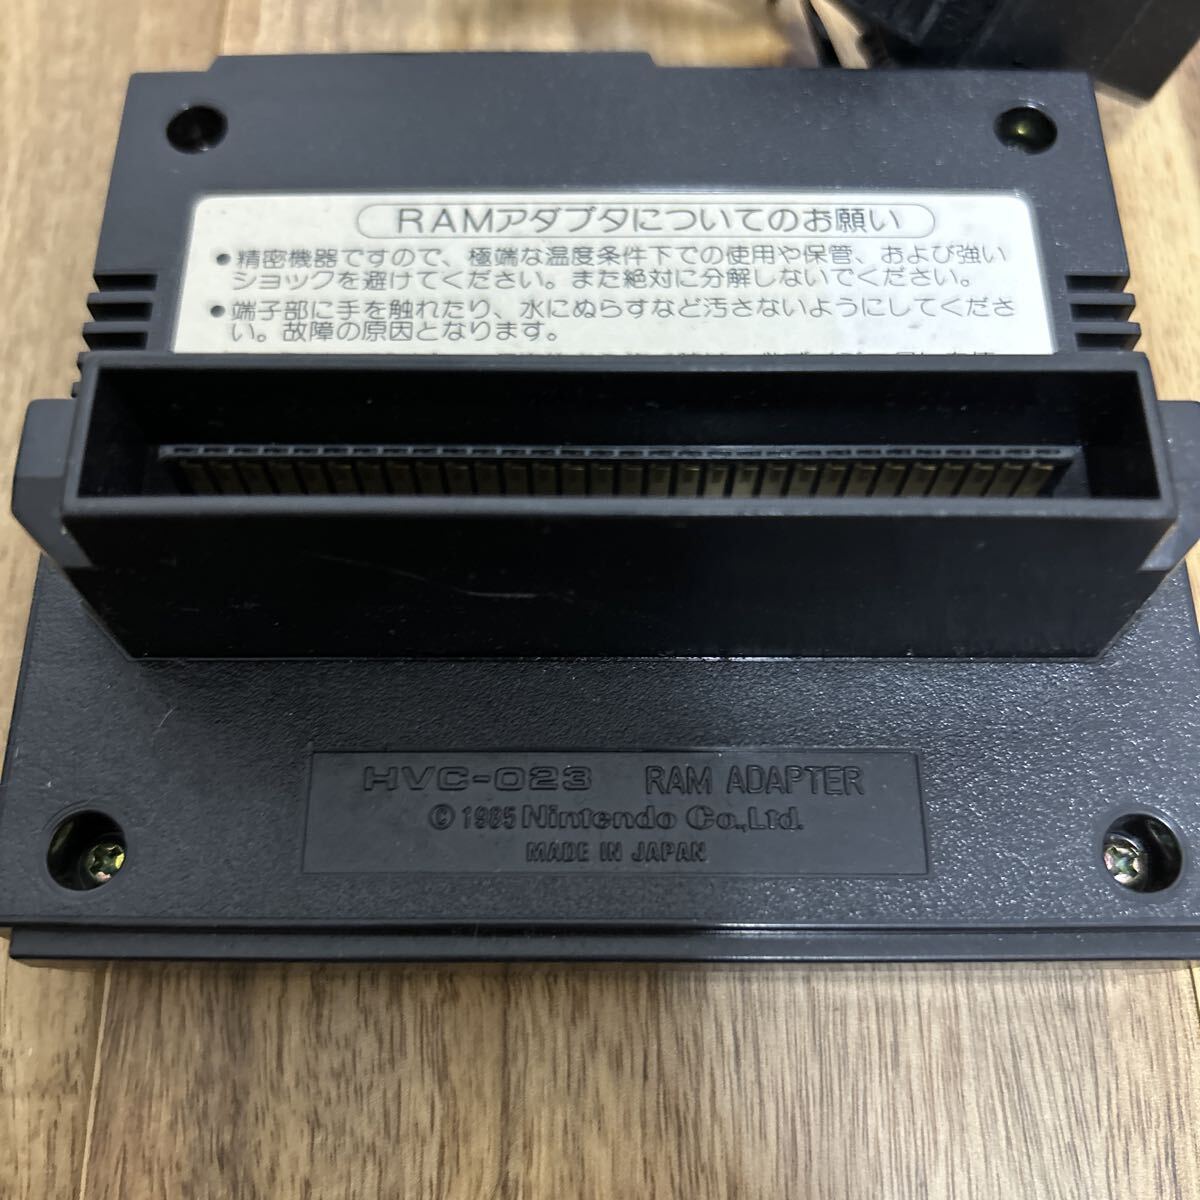 RAMアダプタについてのお願い
●精密機器ですので、極端な温度条件下での使用や保管、および強い
ショックを避けてください。また絶対に分解しないでください。
●端子部に手を触れたり、水にぬらすなど汚さないようにしてくださ
い。故障の原因となります。
HVC-023 RAM ADAPTER
©1985 Nintendo Co.,Ltd.
MADE IN JAPAN